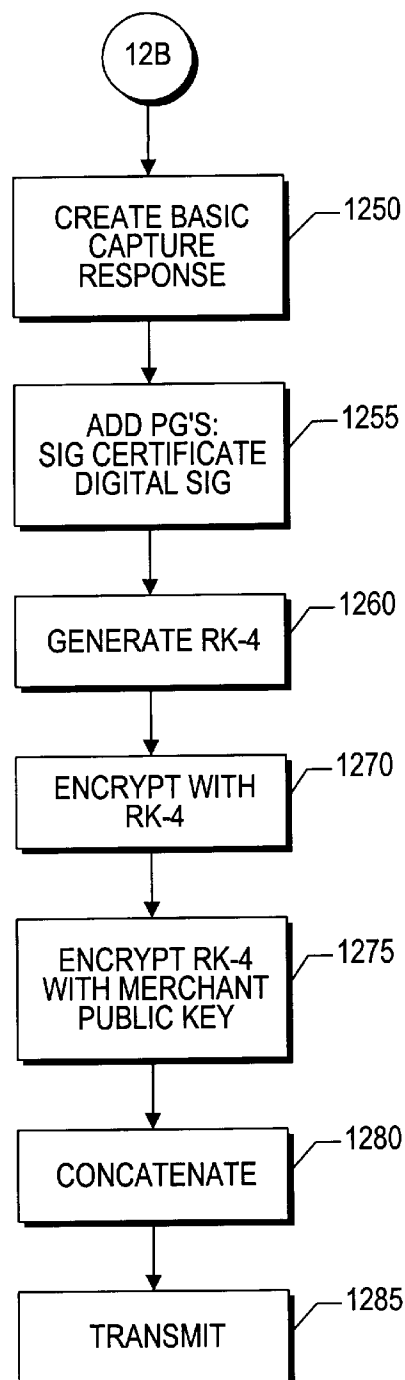 12B
CREATE BASIC
CAPTURE
RESPONSE
1250
ADD PG'S:
SIG CERTIFICATE
DIGITAL SIG
1255
GENERATE RK-4
1260
ENCRYPT WITH
RK-4
1270
ENCRYPT RK-4
WITH MERCHANT
PUBLIC KEY
1275
CONCATENATE
1280
TRANSMIT
1285